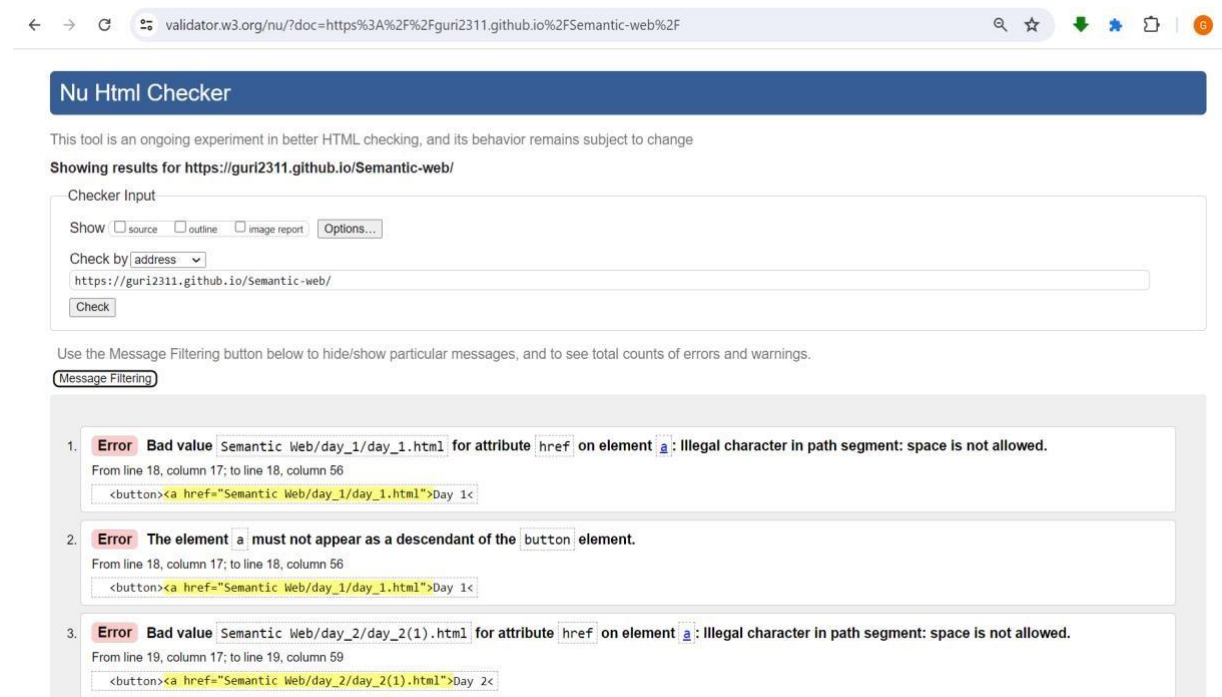 validator.w3.org/nu/?doc=https%3A%2F%2Fguri2311.github.io%2FSemantic-web%2F
G
Nu Html Checker
This tool is an ongoing experiment in better HTML checking, and its behavior remains subject to change
Showing results for https://guri2311.github.io/Semantic-web/
Checker Input
Show source outline image report Options...
Check by address
https://guri2311.github.io/Semantic-web/
Check
Use the Message Filtering button below to hide/show particular messages, and to see total counts of errors and warnings.
Message Filtering
1. Error Bad value Semantic Web/day_1/day_1.html for attribute href on element a: Illegal character in path segment: space is not allowed.
From line 18, column 17; to line 18, column 56
<button><a href="Semantic Web/day_1/day_1.html">Day 1<
2. Error The element a must not appear as a descendant of the button element.
From line 18, column 17; to line 18, column 56
<button><a href="Semantic Web/day_1/day_1.html">Day 1<
3. Error Bad value Semantic Web/day_2/day_2(1).html for attribute href on element a: Illegal character in path segment: space is not allowed.
From line 19, column 17; to line 19, column 59
<button><a href="Semantic Web/day_2/day_2(1).html">Day 2<